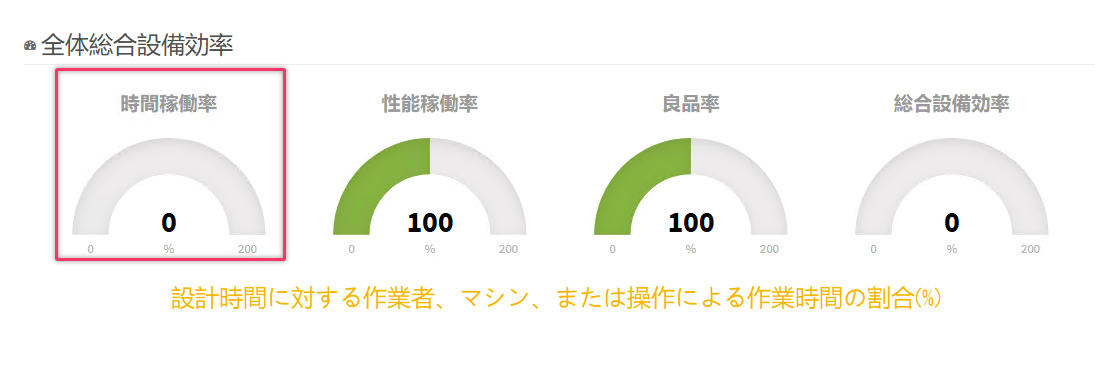 全体総合設備効率
時間稼働率 性能稼働率 良品率 総合設備効率
0 100 100 0
0 % 200 0 % 200 0 % 200 0 % 200
設計時間に対する作業者、マシン、または操作による作業時間の割合(%)